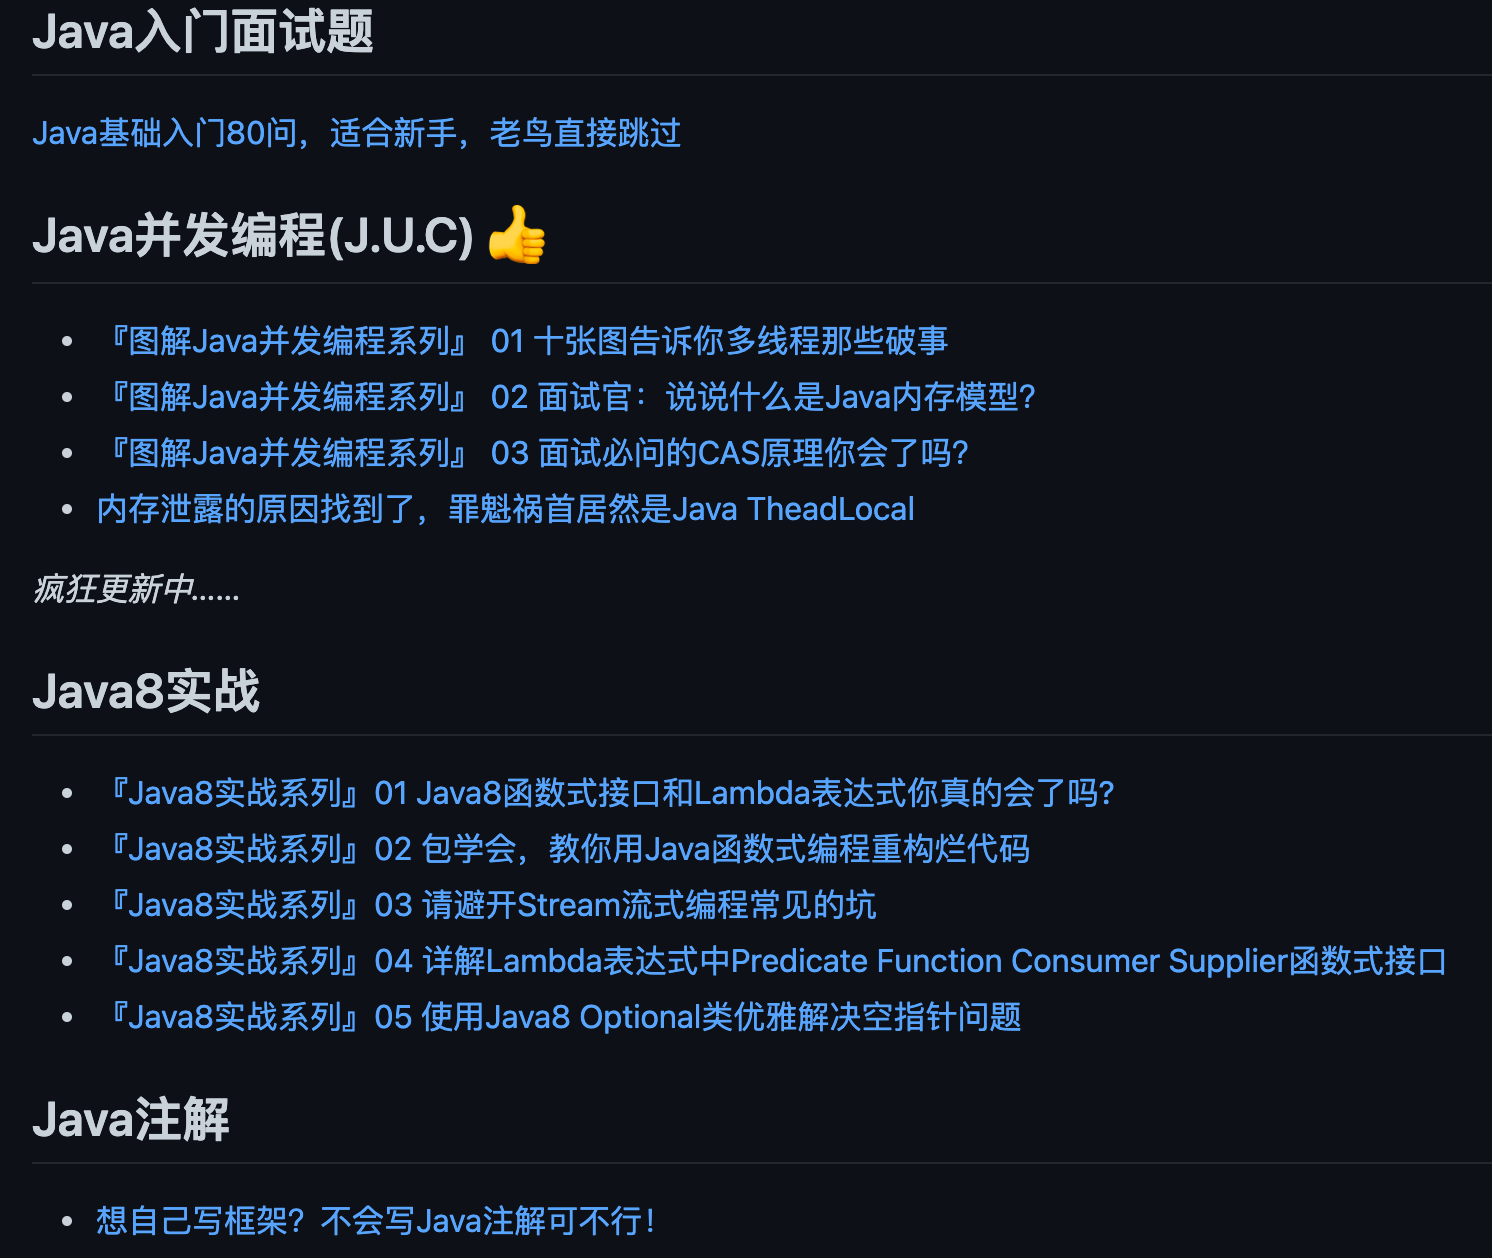 Java入门面试题
Java基础入门80问，适合新手，老鸟直接跳过
Java并发编程(J.U.C) 👍
『图解Java并发编程系列』 01 十张图告诉你多线程那些破事
『图解Java并发编程系列』 02 面试官：说说什么是Java内存模型?
『图解Java并发编程系列』 03 面试必问的CAS原理你会了吗?
内存泄露的原因找到了，罪魁祸首居然是Java TheadLocal
疯狂更新中......
Java8实战
『Java8实战系列』01 Java8函数式接口和Lambda表达式你真的会了吗?
『Java8实战系列』02 包学会，教你用Java函数式编程重构烂代码
『Java8实战系列』03 请避开Stream流式编程常见的坑
『Java8实战系列』04 详解Lambda表达式中Predicate Function Consumer Supplier函数式接口
『Java8实战系列』05 使用Java8 Optional类优雅解决空指针问题
Java注解
想自己写框架？不会写Java注解可不行！